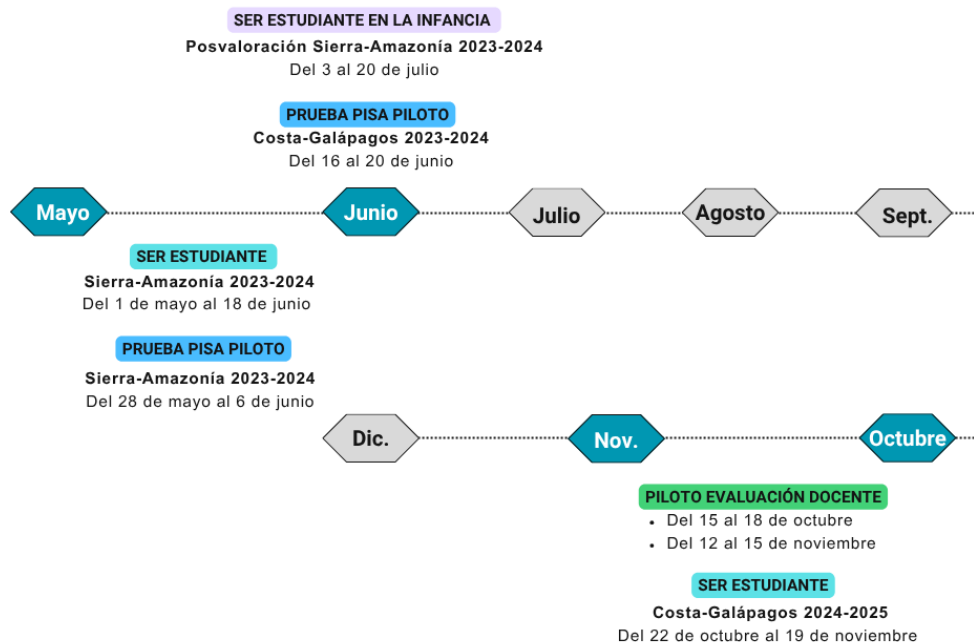 SER ESTUDIANTE EN LA INFANCIA
Posvaloración Sierra-Amazonía 2023-2024
Del 3 al 20 de julio
PRUEBA PISA PILOTO
Costa-Galápagos 2023-2024
Del 16 al 20 de junio
Mayo
Junio
Julio
Agosto
Sept.
SER ESTUDIANTE
Sierra-Amazonía 2023-2024
Del 1 de mayo al 18 de junio
PRUEBA PISA PILOTO
Sierra-Amazonía 2023-2024
Del 28 de mayo al 6 de junio
Dic.
Nov.
Octubre
PILOTO EVALUACIÓN DOCENTE
• Del 15 al 18 de octubre
• Del 12 al 15 de noviembre
SER ESTUDIANTE
Costa-Galápagos 2024-2025
Del 22 de octubre al 19 de noviembre